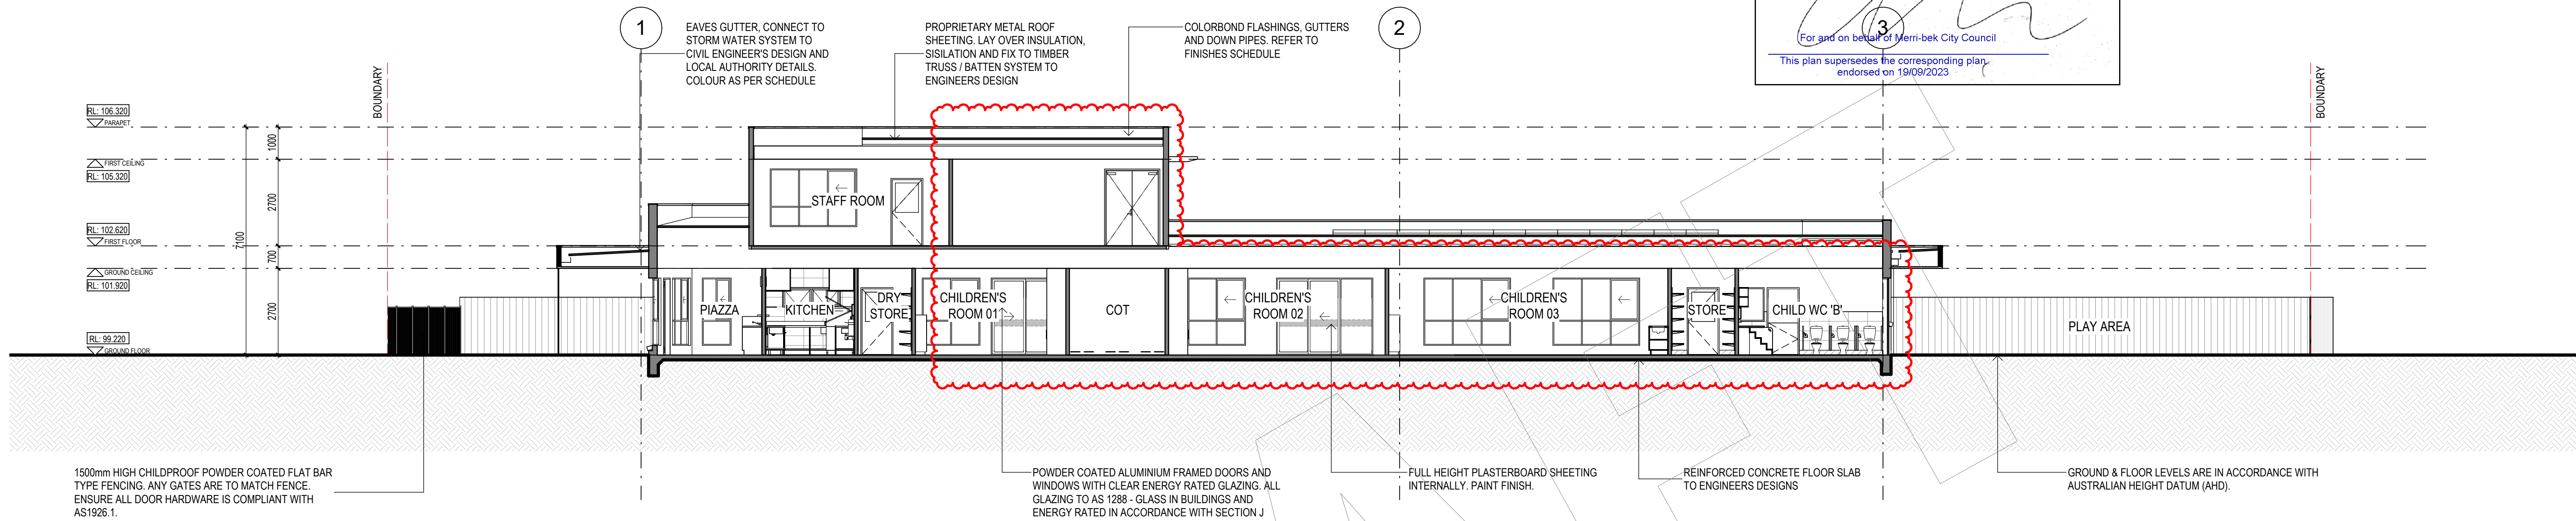 1
EAVES GUTTER, CONNECT TO
STORM WATER SYSTEM TO
CIVIL ENGINEER'S DESIGN AND
LOCAL AUTHORITY DETAILS.
COLOUR AS PER SCHEDULE
PROPRIETARY METAL ROOF
SHEETING. LAY OVER INSULATION,
SISILATION AND FIX TO TIMBER
TRUSS / BATTEN SYSTEM TO
ENGINEERS DESIGN
COLORBOND FLASHINGS, GUTTERS
AND DOWN PIPES. REFER TO
FINISHES SCHEDULE
2
3
For and on behalf of Merri-bek City Council
This plan supersedes the corresponding plan
endorsed on 19/09/2023
BOUNDARY
BOUNDARY
RL: 106.320
PARAPET
1000
FIRST CEILING
RL: 105.320
2700
RL: 102.620
FIRST FLOOR
7100
700
GROUND CEILING
RL: 101.920
2700
RL: 99.220
GROUND FLOOR
STAFF ROOM
PIAZZA
KITCHEN
DRY
STORE
CHILDREN'S
ROOM 01
COT
CHILDREN'S
ROOM 02
CHILDREN'S
ROOM 03
STORE
CHILD WC 'B'
PLAY AREA
1500mm HIGH CHILDPROOF POWDER COATED FLAT BAR
TYPE FENCING. ANY GATES ARE TO MATCH FENCE.
ENSURE ALL DOOR HARDWARE IS COMPLIANT WITH
AS1926.1.
POWDER COATED ALUMINIUM FRAMED DOORS AND
WINDOWS WITH CLEAR ENERGY RATED GLAZING. ALL
GLAZING TO AS 1288 - GLASS IN BUILDINGS AND
ENERGY RATED IN ACCORDANCE WITH SECTION J
FULL HEIGHT PLASTERBOARD SHEETING
INTERNALLY. PAINT FINISH.
REINFORCED CONCRETE FLOOR SLAB
TO ENGINEERS DESIGNS
GROUND & FLOOR LEVELS ARE IN ACCORDANCE WITH
AUSTRALIAN HEIGHT DATUM (AHD).